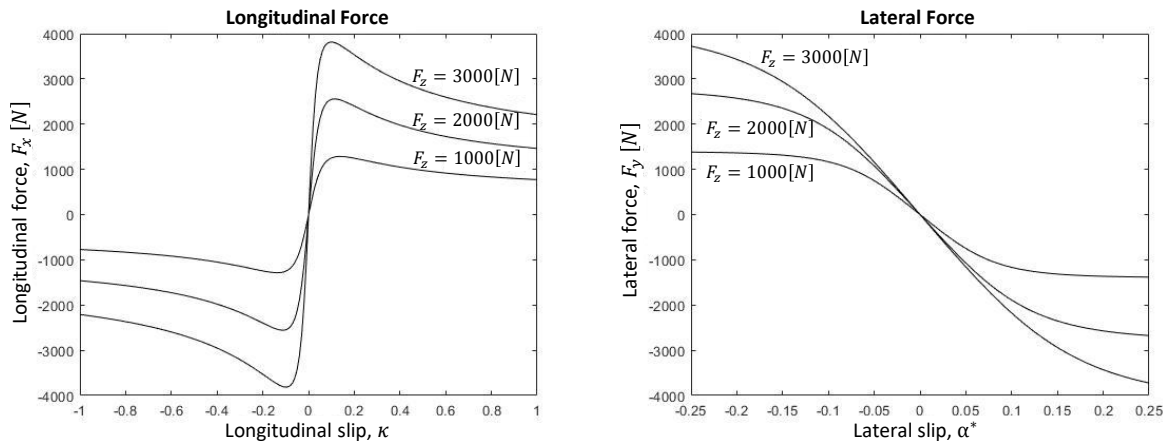 Longitudinal Force
4000
3000
2000
1000
0
-1000
-2000
-3000
-4000
Longitudinal force, F_x [N]
F_z = 3000[N]
F_z = 2000[N]
F_z = 1000[N]
-1 -0.8 -0.6 -0.4 -0.2 0 0.2 0.4 0.6 0.8 1
Longitudinal slip, κ
Lateral Force
4000
3000
2000
1000
0
-1000
-2000
-3000
-4000
Lateral force, F_y [N]
F_z = 3000[N]
F_z = 2000[N]
F_z = 1000[N]
-0.25 -0.2 -0.15 -0.1 -0.05 0 0.05 0.1 0.15 0.2 0.25
Lateral slip, α*